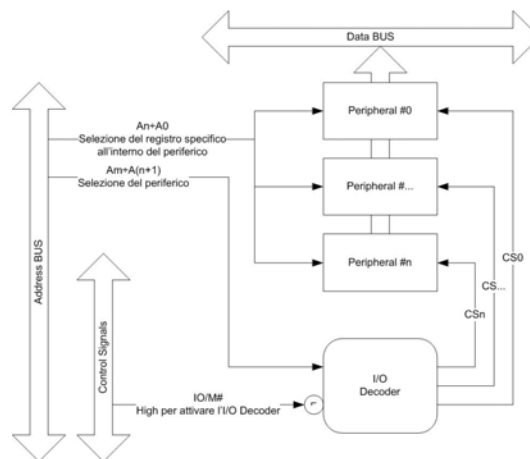 Data BUS
Peripheral #0
An+A0
Selezione del registro specifico
all'interno del periferico
Am+A(n+1)
Selezione del periferico
Peripheral #...
Peripheral #n
Address BUS
Control Signals
CSn
CS...
CS0
I/O
Decoder
IO/M#
High per attivare l'I/O Decoder